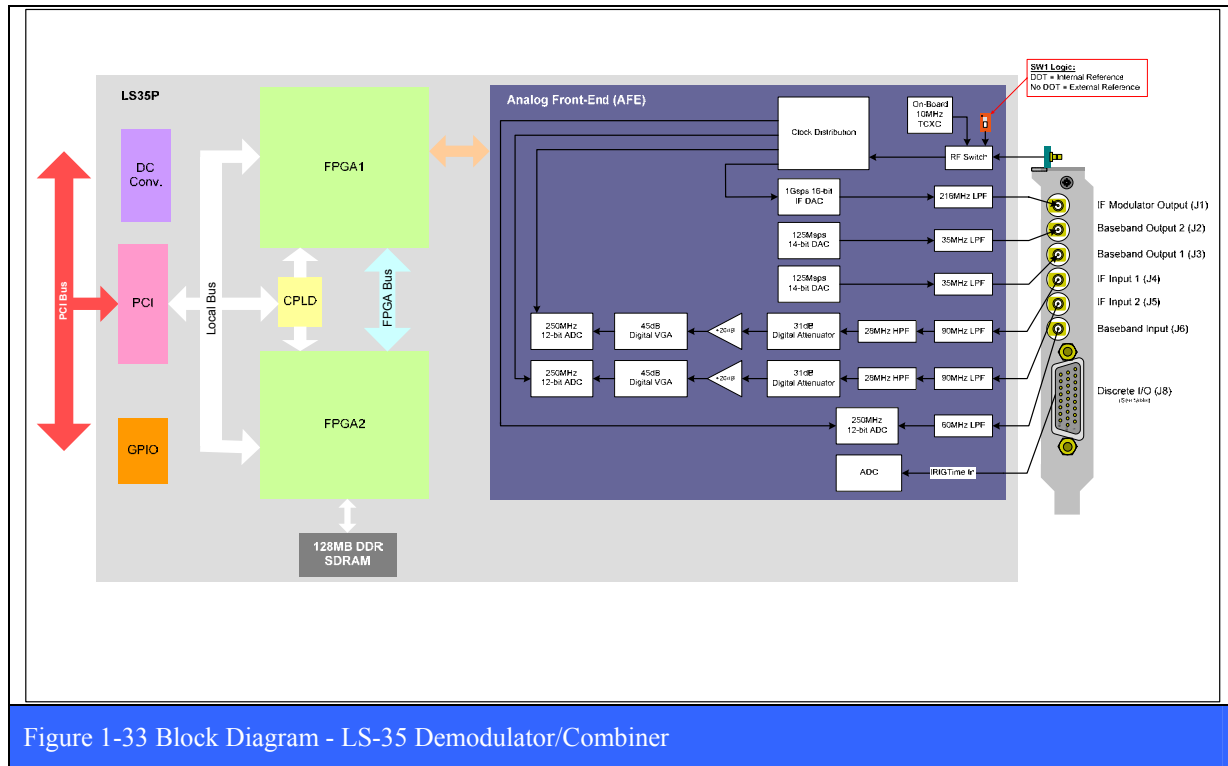 SW1 Logic:
DOT = Internal Reference
No DOT = External Reference
LS35P
DC
Conv.
PCI
GPIO
PCI Bus
Local Bus
FPGA1
CPLD
FPGA Bus
FPGA2
128MB DDR
SDRAM
Analog Front-End (AFE)
Clock Distribution
On-Board
10MHz
TCXC
RF Switch
1Gsps 16-bit
IF DAC
216MHz LPF
125Msps
14-bit DAC
35MHz LPF
125Msps
14-bit DAC
35MHz LPF
250MHz
12-bit ADC
45dB
Digital VGA
+20dB
31dB
Digital Attenuator
28MHz HPF
90MHz LPF
250MHz
12-bit ADC
45dB
Digital VGA
+20dB
31dB
Digital Attenuator
28MHz HPF
90MHz LPF
250MHz
12-bit ADC
60MHz LPF
ADC
IRIGTime In
IF Modulator Output (J1)
Baseband Output 2 (J2)
Baseband Output 1 (J3)
IF Input 1 (J4)
IF Input 2 (J5)
Baseband Input (J6)
Discrete I/O (J8)
Figure 1-33 Block Diagram - LS-35 Demodulator/Combiner